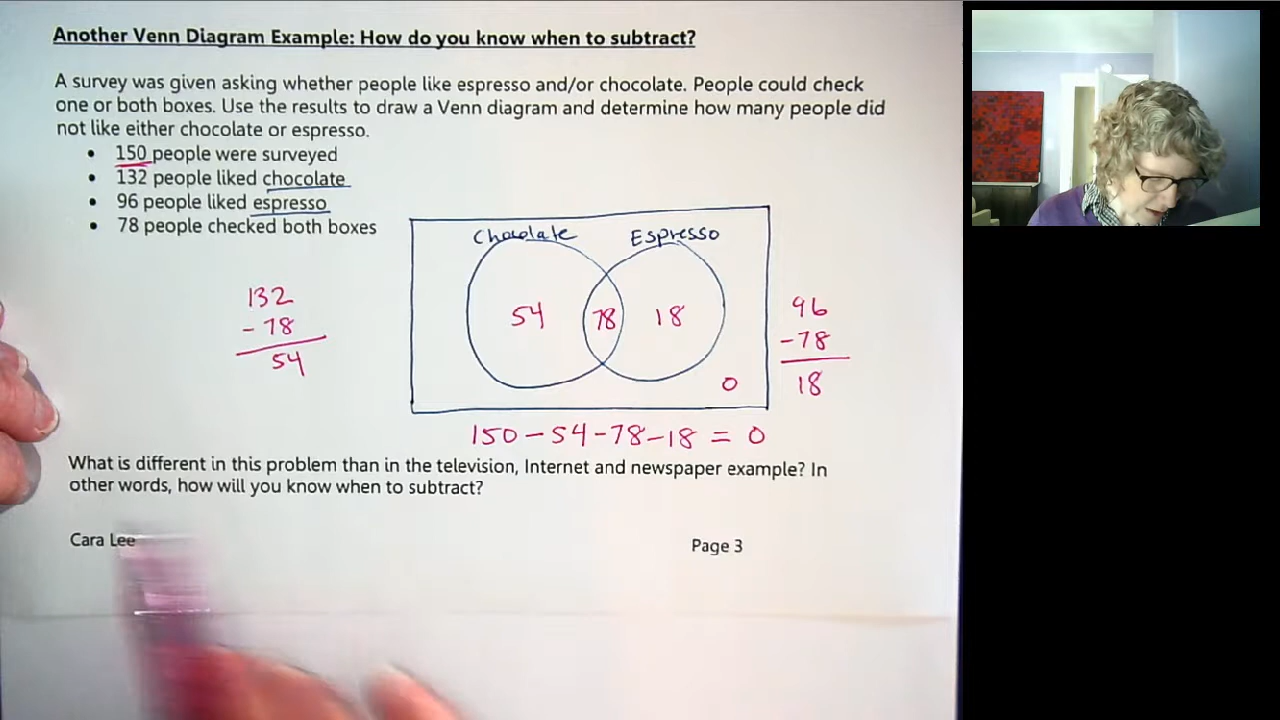 Another Venn Diagram Example: How do you know when to subtract?
A survey was given asking whether people like espresso and/or chocolate. People could check
one or both boxes. Use the results to draw a Venn diagram and determine how many people did
not like either chocolate or espresso.
• 150 people were surveyed
• 132 people liked chocolate
• 96 people liked espresso
• 78 people checked both boxes
132
- 78
54
Chocolate Espresso
54 78 18
0
96
-78
18
150-54-78-18 = 0
What is different in this problem than in the television, Internet and newspaper example? In
other words, how will you know when to subtract?
Cara Lee
Page 3